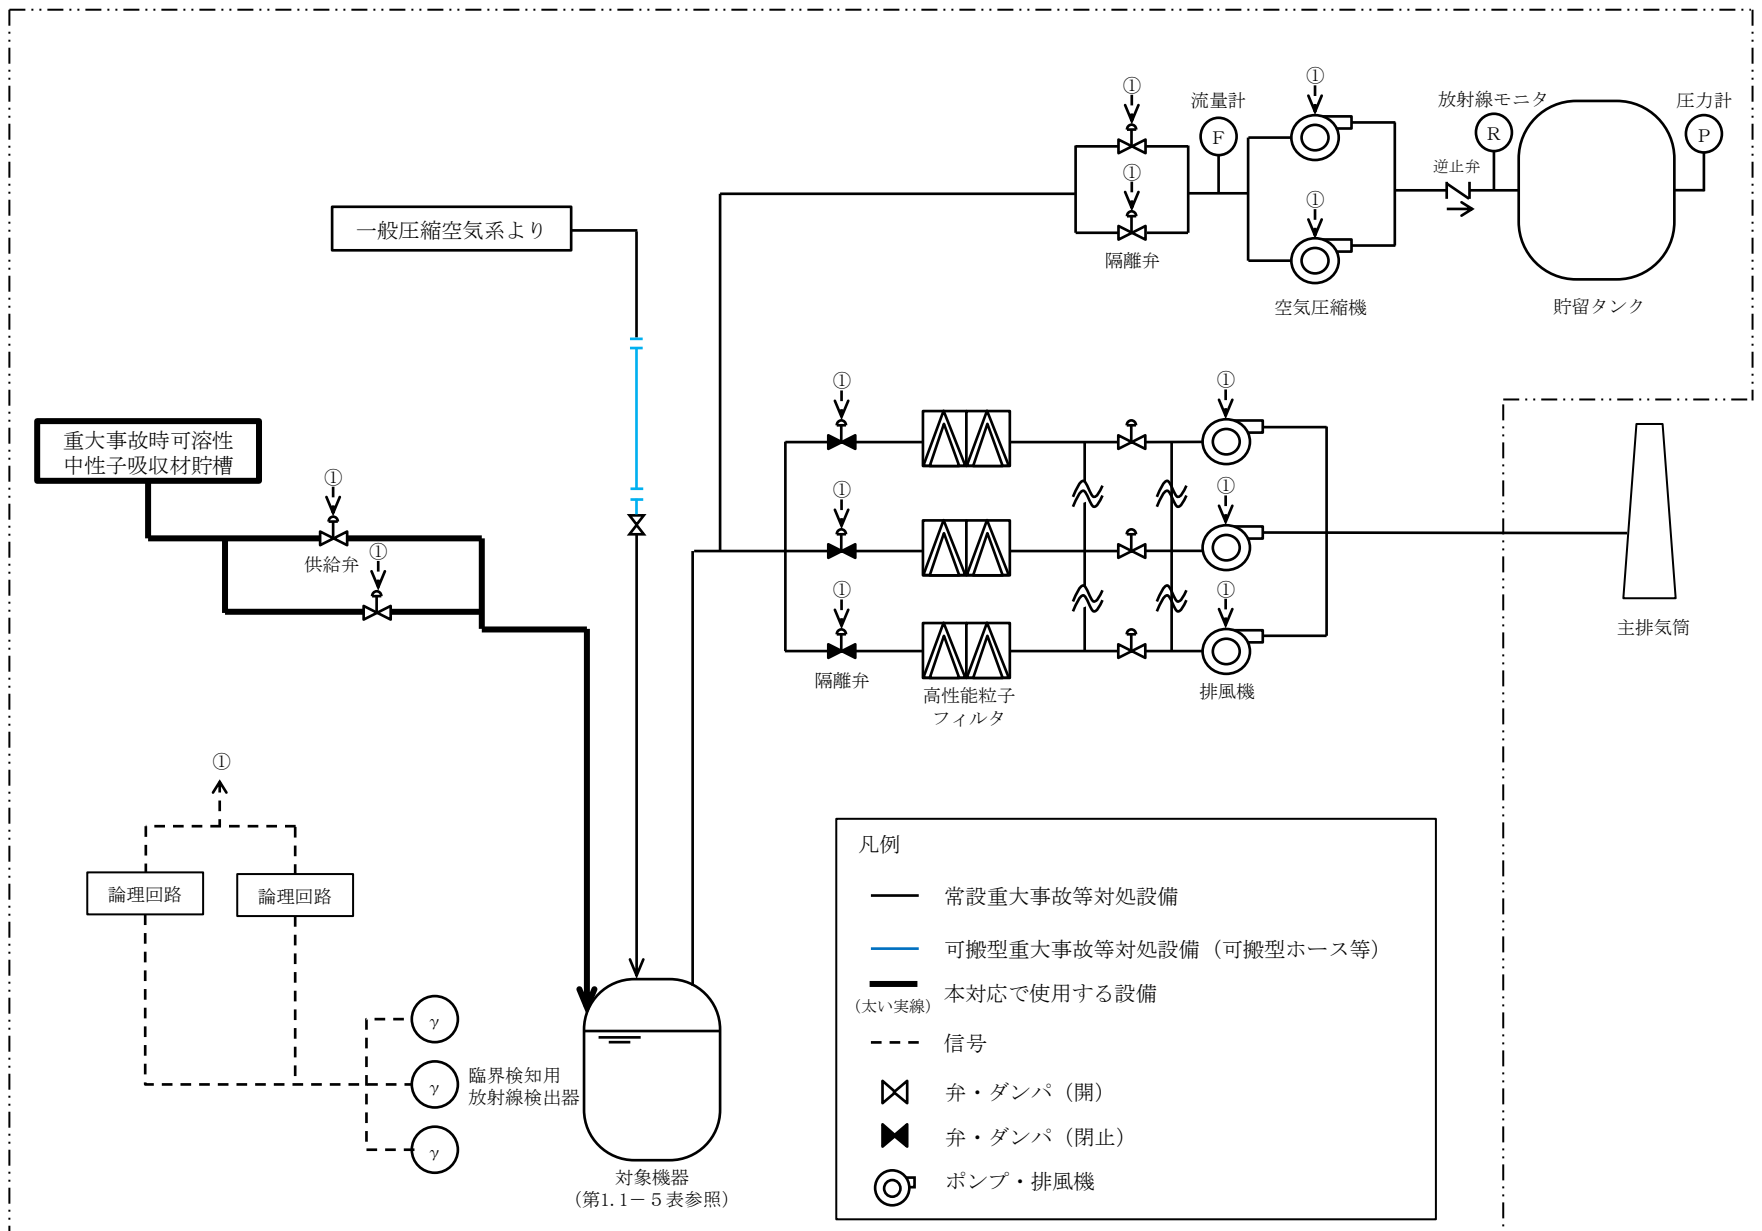 ①
①
流量計
F
①
①
放射線モニタ
R
逆止弁
圧力計
P
隔離弁
空気圧縮機
貯留タンク
一般圧縮空気系より
重大事故時可溶性
中性子吸収材貯槽
①
供給弁
①
①
①
①
隔離弁
高性能粒子
フィルタ
①
①
①
排風機
主排気筒
①
論理回路
論理回路
γ
γ
γ
臨界検知用
放射線検出器
対象機器
(第1.1-5表参照)
凡例
常設重大事故等対処設備
可搬型重大事故等対処設備(可搬型ホース等)
(太い実線)
本対応で使用する設備
信号
弁・ダンパ(開)
弁・ダンパ(閉止)
ポンプ・排風機